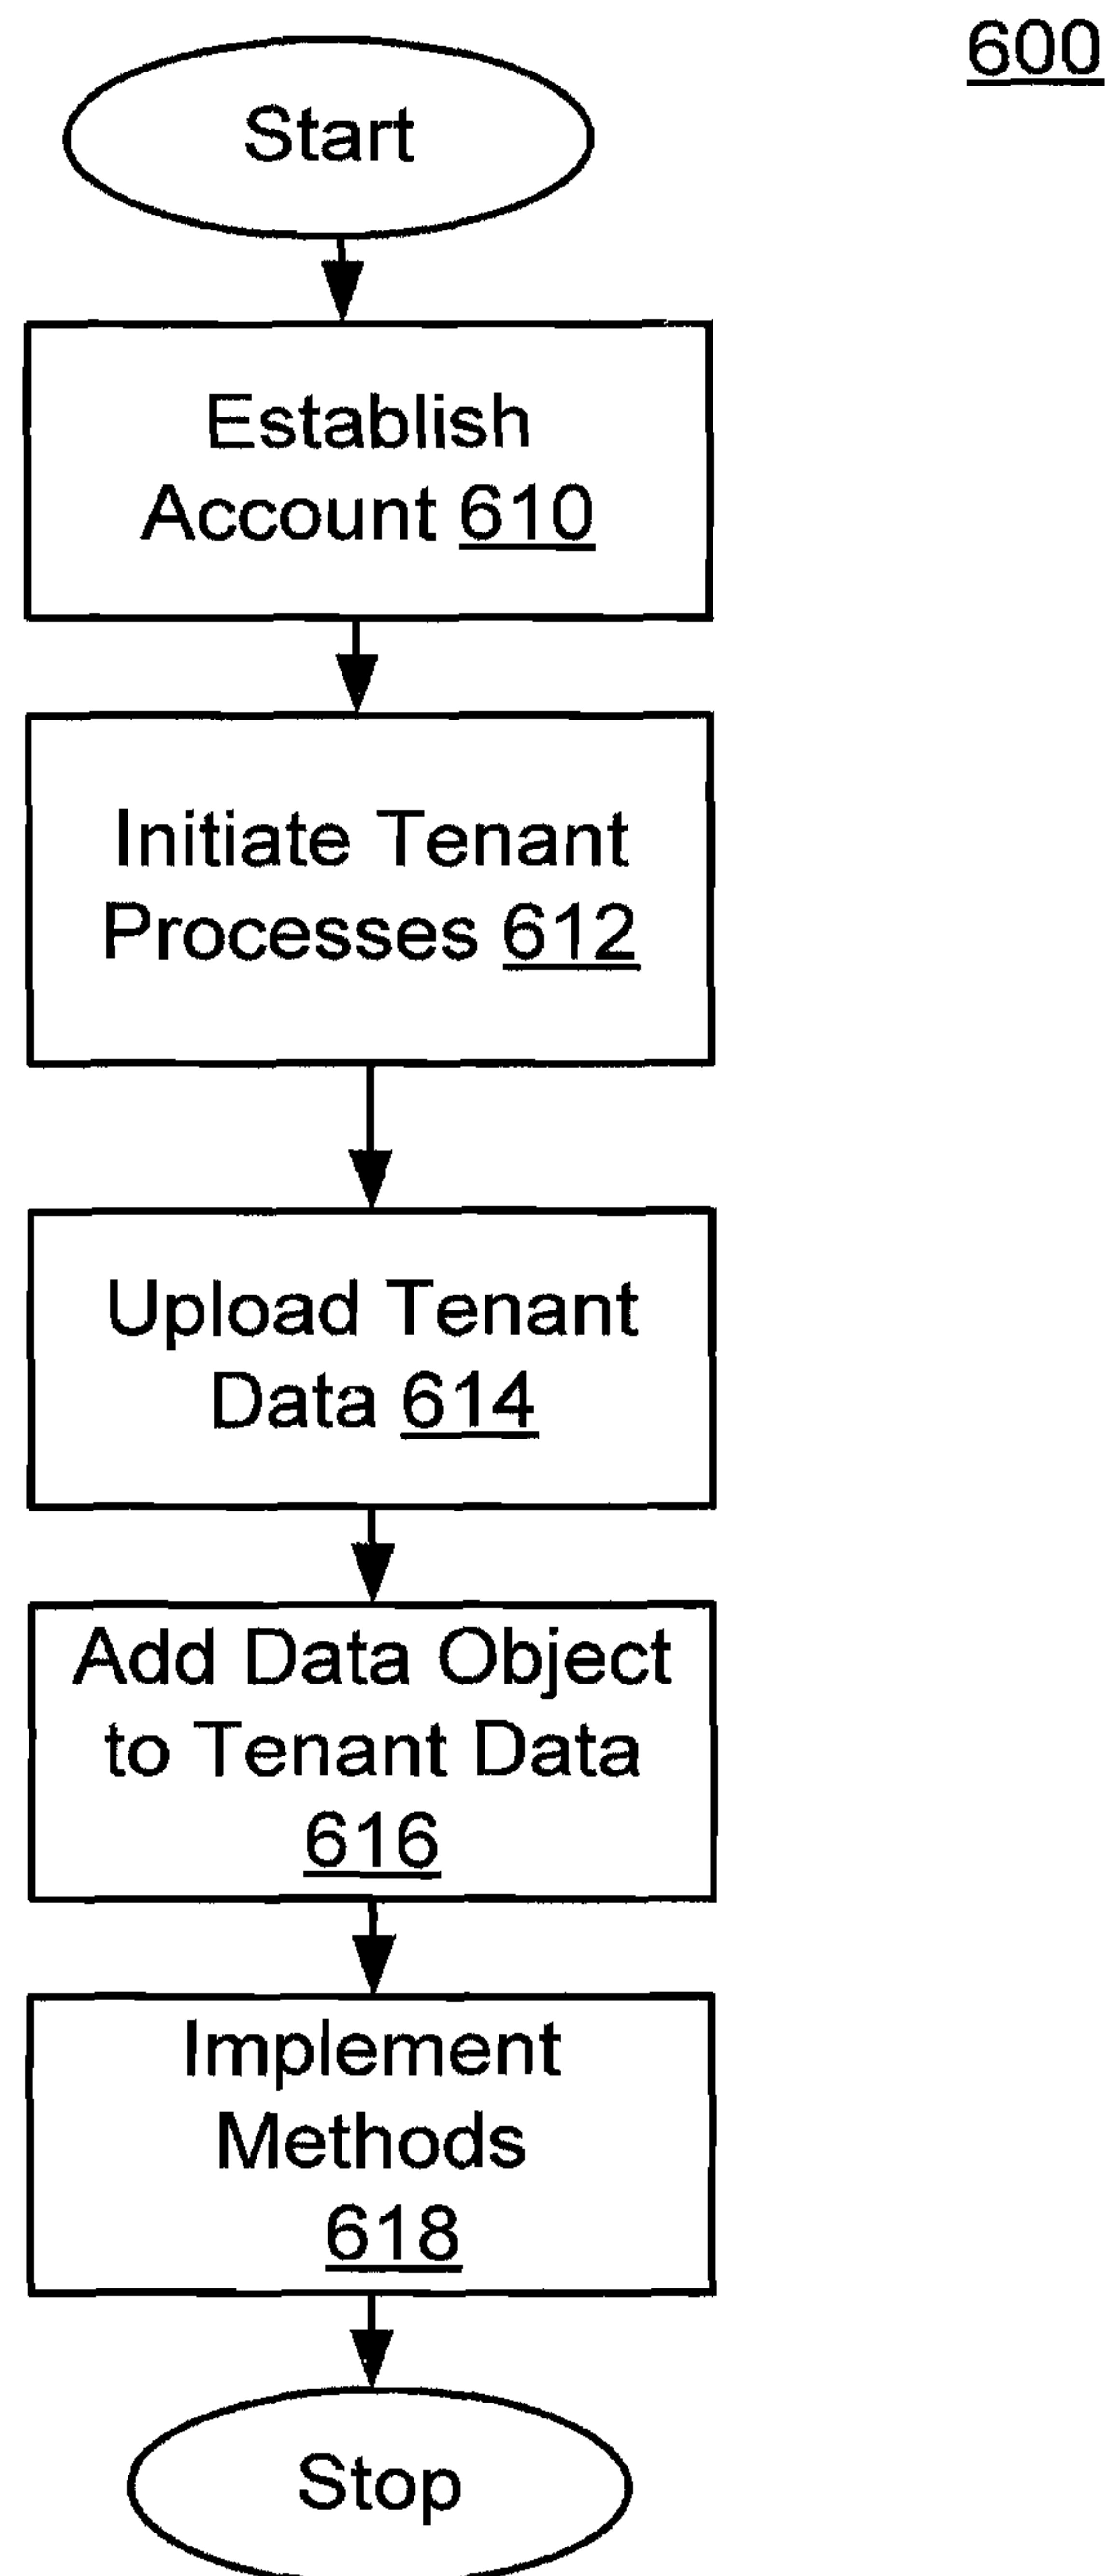 600
Start
Establish
Account 610
Initiate Tenant
Processes 612
Upload Tenant
Data 614
Add Data Object
to Tenant Data
616
Implement
Methods
618
Stop